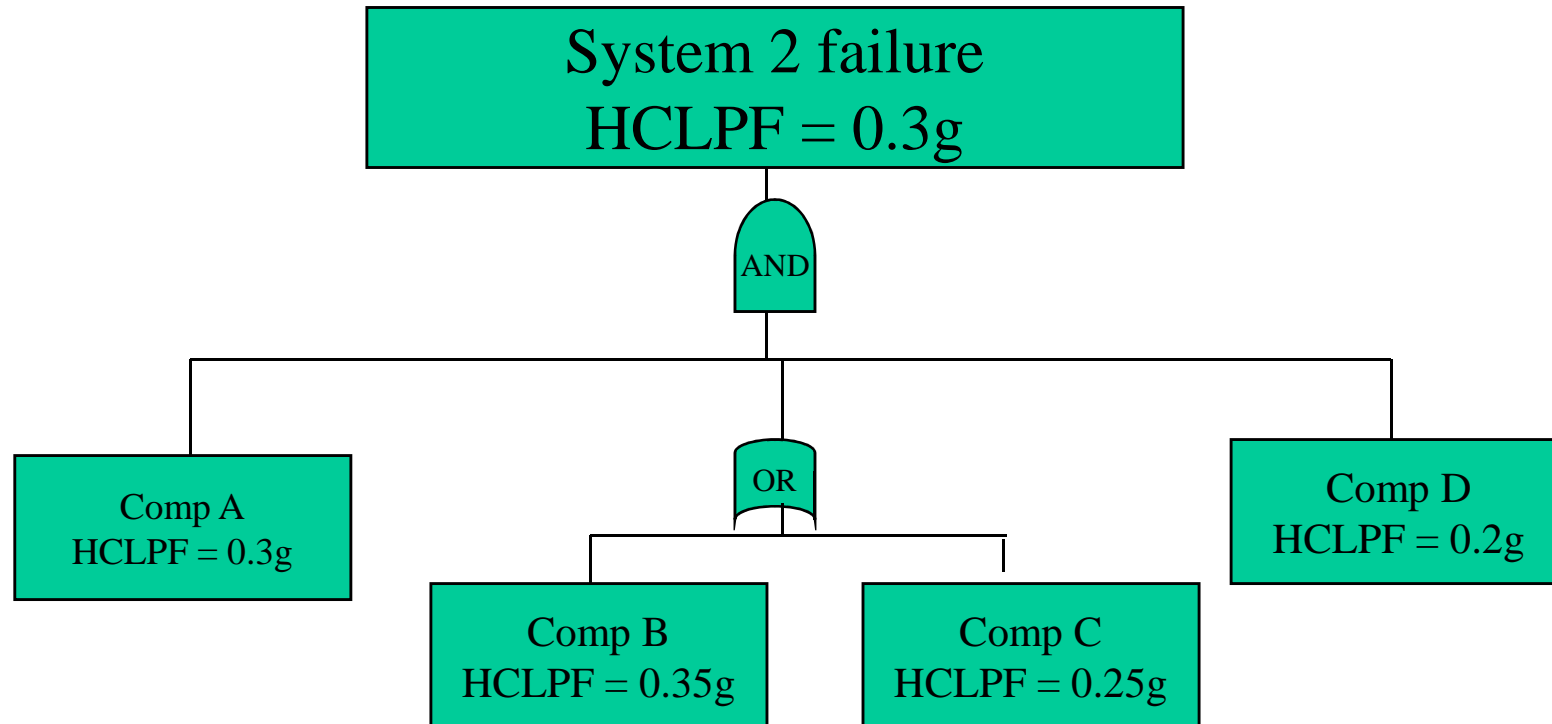 System 2 failure
HCLPF = 0.3g
AND
OR
Comp A
HCLPF = 0.3g
Comp D
HCLPF = 0.2g
Comp B
HCLPF = 0.35g
Comp C
HCLPF = 0.25g